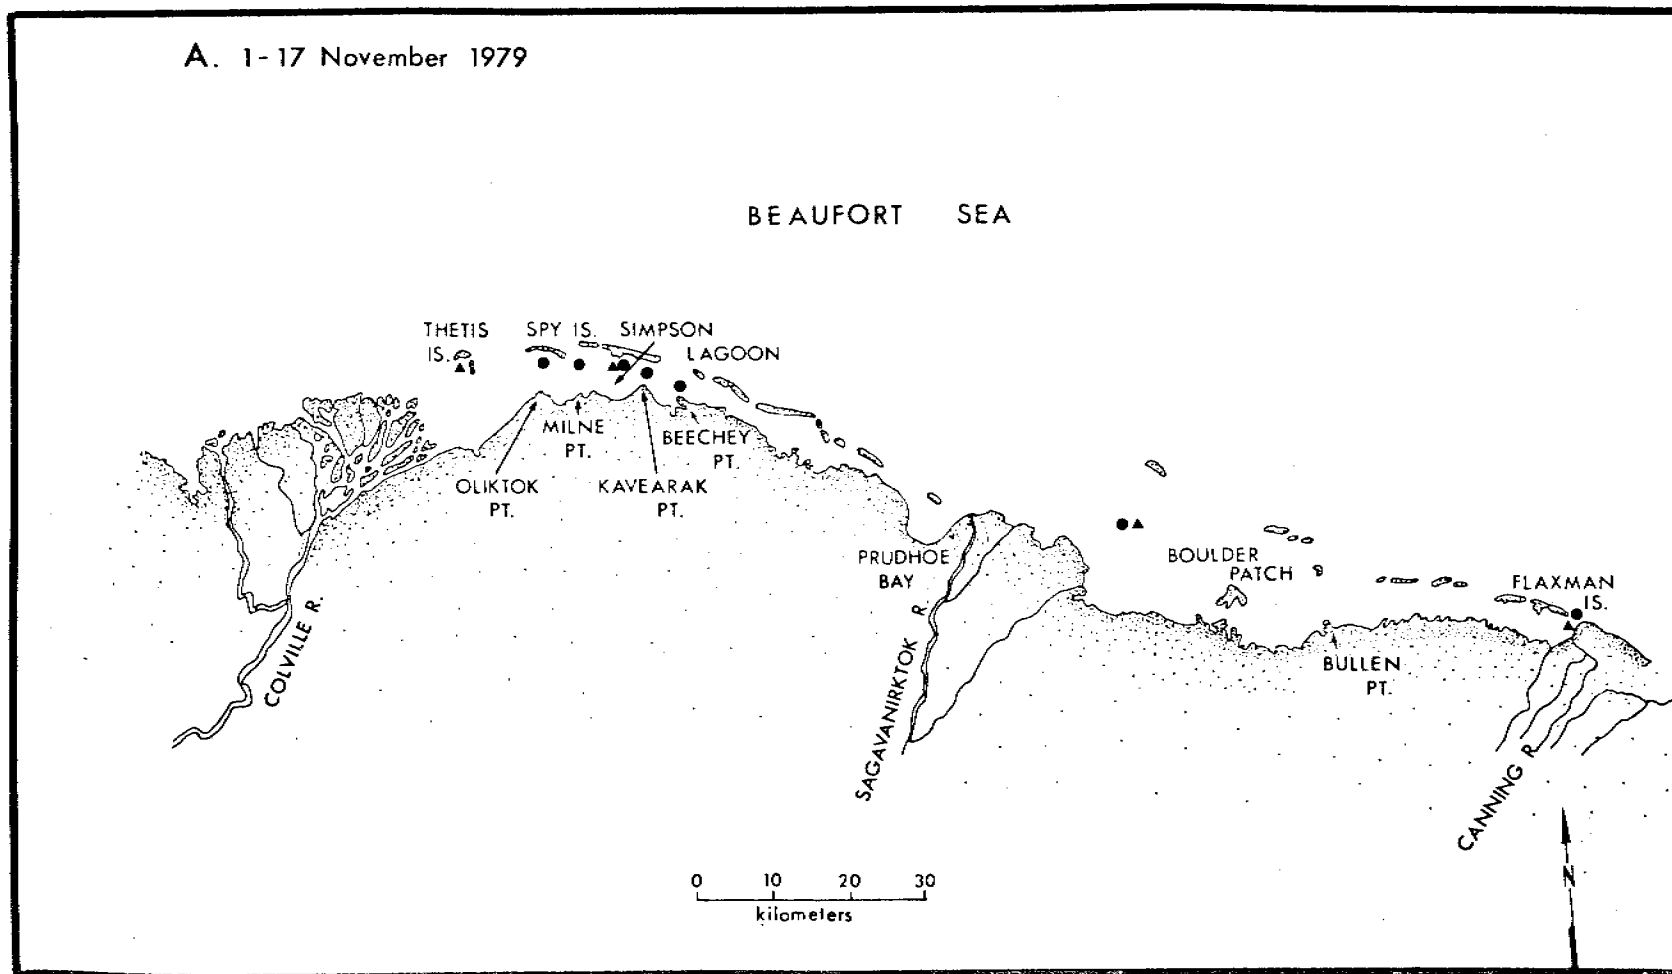 A. 1-17 November 1979
BEAUFORT SEA
THETIS
IS.
SPY IS.
SIMPSON
LAGOON
MILNE
PT.
BEECHEY
PT.
OLIKTOK
PT.
KAVEARAK
PT.
PRUDHOE
BAY
BOULDER
PATCH
FLAXMAN
IS.
BULLEN
PT.
COLVILLE R.
SAGAVANIRKTOK R
CANNING R
0 10 20 30
kilometers
N